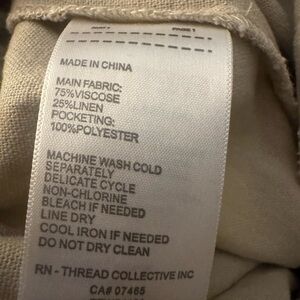 PAGE 1
MADE IN CHINA
MAIN FABRIC:
75%VISCOSE
25%LINEN
POCKETING:
100%POLYESTER
MACHINE WASH COLD
SEPARATELY
DELICATE CYCLE
NON-CHLORINE
BLEACH IF NEEDED
LINE DRY
COOL IRON IF NEEDED
DO NOT DRY CLEAN
RN - THREAD COLLECTIVE INC
CA# 07465